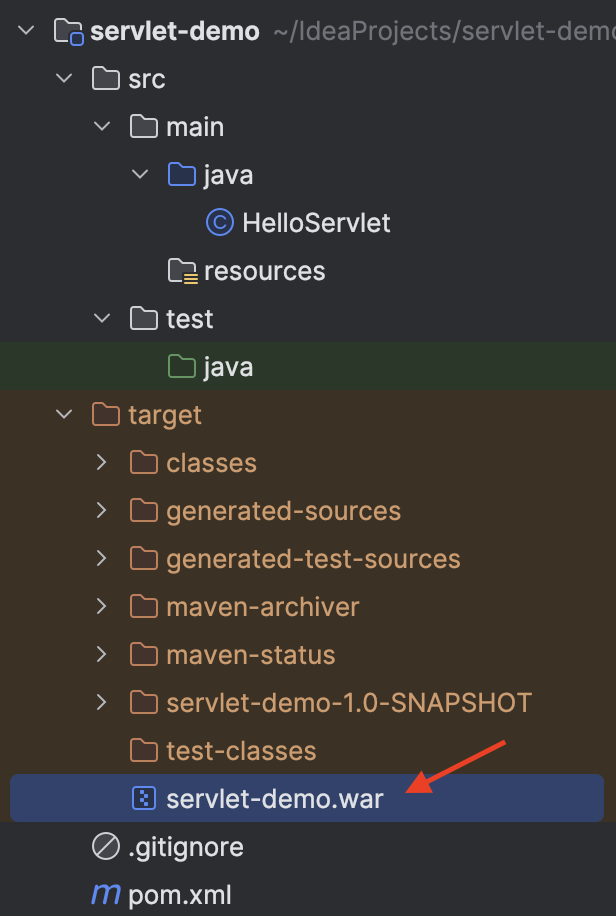 servlet-demo ~/IdeaProjects/servlet-demo
src
main
java
HelloServlet
resources
test
java
target
classes
generated-sources
generated-test-sources
maven-archiver
maven-status
servlet-demo-1.0-SNAPSHOT
test-classes
servlet-demo.war
.gitignore
pom.xml